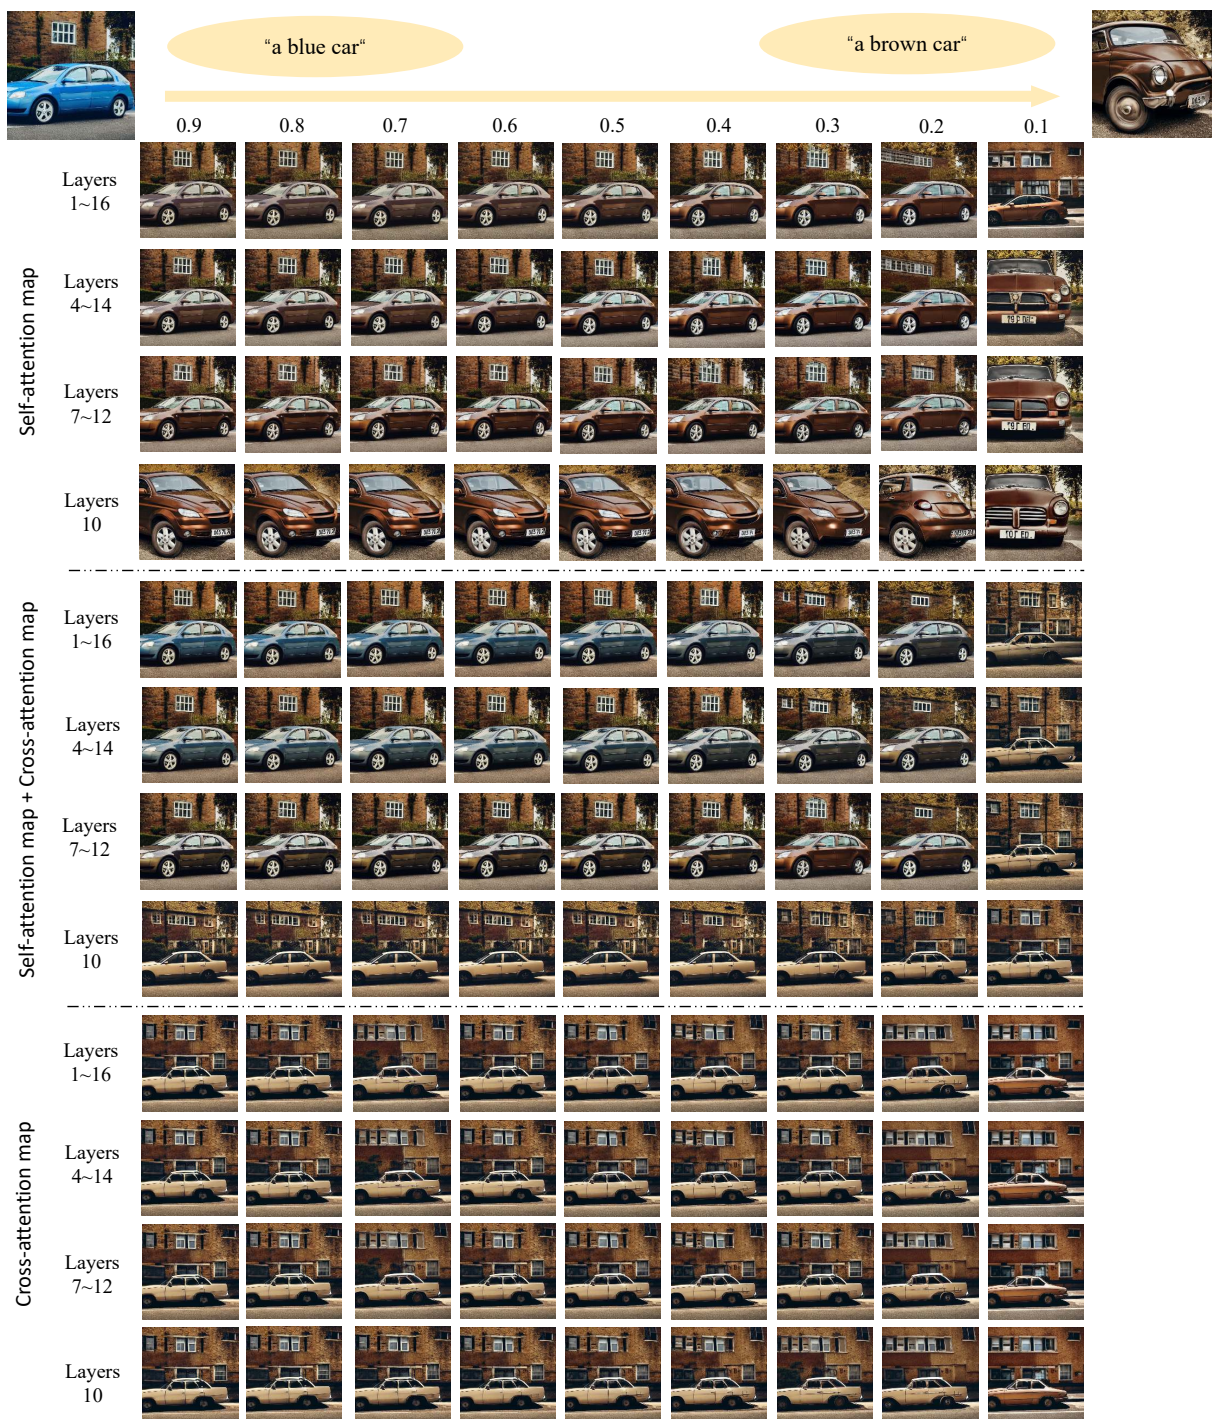 “a blue car“
“a brown car“
0.9 0.8 0.7 0.6 0.5 0.4 0.3 0.2 0.1
Self-attention map
Layers
1~16
Layers
4~14
Layers
7~12
Layers
10
Self-attention map + Cross-attention map
Layers
1~16
Layers
4~14
Layers
7~12
Layers
10
Cross-attention map
Layers
1~16
Layers
4~14
Layers
7~12
Layers
10